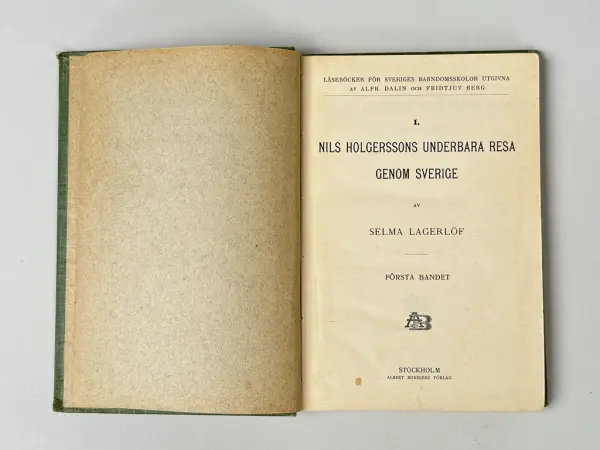 LÄSEBÖCKER FÖR SVERIGES BARNDOMSSKOLOR UTGIVNA
AV ALFR. DALIN OCH FRIDTJUV BERG
I.
NILS HOLGERSSONS UNDERBARA RESA
GENOM SVERIGE
AV
SELMA LAGERLÖF
FÖRSTA BANDET
AB
STOCKHOLM
ALBERT BONNIERS FÖRLAG